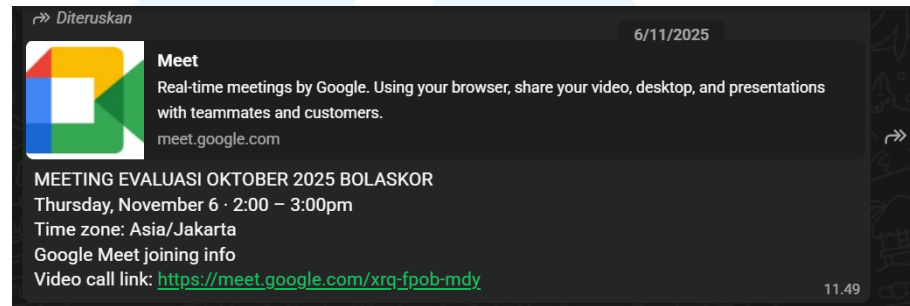 Diteruskan
6/11/2025
Meet
Real-time meetings by Google. Using your browser, share your video, desktop, and presentations
with teammates and customers.
meet.google.com
MEETING EVALUASI OKTOBER 2025 BOLASKOR
Thursday, November 6 · 2:00 – 3:00pm
Time zone: Asia/Jakarta
Google Meet joining info
Video call link: https://meet.google.com/xrq-fpob-mdy
11.49